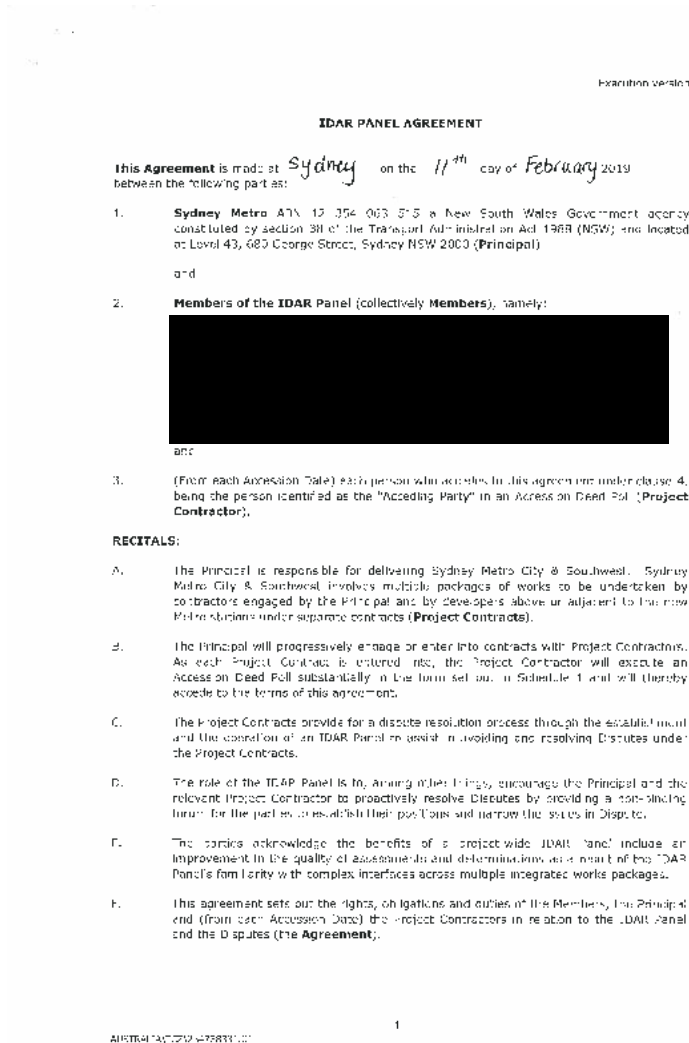 Execution Version
IDAR PANEL AGREEMENT
This Agreement is made at Sydney on the 11th day of February 2019
between the following parties:
1. Sydney Metro ABN 12 354 063 515 a New South Wales Government agency
constituted by section 38 of the Transport Administration Act 1988 (NSW) and located
at Level 43, 680 George Street, Sydney NSW 2000 (Principal)
and
2. Members of the IDAR Panel (collectively Members), namely:
and
3. (From each Accession Date) each person who accedes to this agreement under clause 4,
being the person identified as the "Acceding Party" in an Accession Deed Poll (Project
Contractor).
RECITALS:
A. The Principal is responsible for delivering Sydney Metro City & Southwest. Sydney
Metro City & Southwest involves multiple packages of works to be undertaken by
contractors engaged by the Principal and by developers above or adjacent to the new
Metro stations under separate contracts (Project Contracts).
B. The Principal will progressively engage or enter into contracts with Project Contractors.
As each Project Contract is entered into, the Project Contractor will execute an
Accession Deed Poll substantially in the form set out in Schedule 1 and will thereby
accede to the terms of this agreement.
C. The Project Contracts provide for a dispute resolution process through the establishment
and the operation of an IDAR Panel to assist in avoiding and resolving Disputes under
the Project Contracts.
D. The role of the IDAR Panel is to, among other things, encourage the Principal and the
relevant Project Contractor to proactively resolve Disputes by providing a non-binding
forum for the parties to establish their positions and narrow the issues in Dispute.
E. The parties acknowledge the benefits of a project-wide IDAR Panel include an
improvement in the quality of assessments and determinations as a result of the IDAR
Panel's familiarity with complex interfaces across multiple integrated works packages.
F. This agreement sets out the rights, obligations and duties of the Members, the Principal
and (from each Accession Date) the Project Contractors in relation to the IDAR Panel
and the Disputes (the Agreement).
1